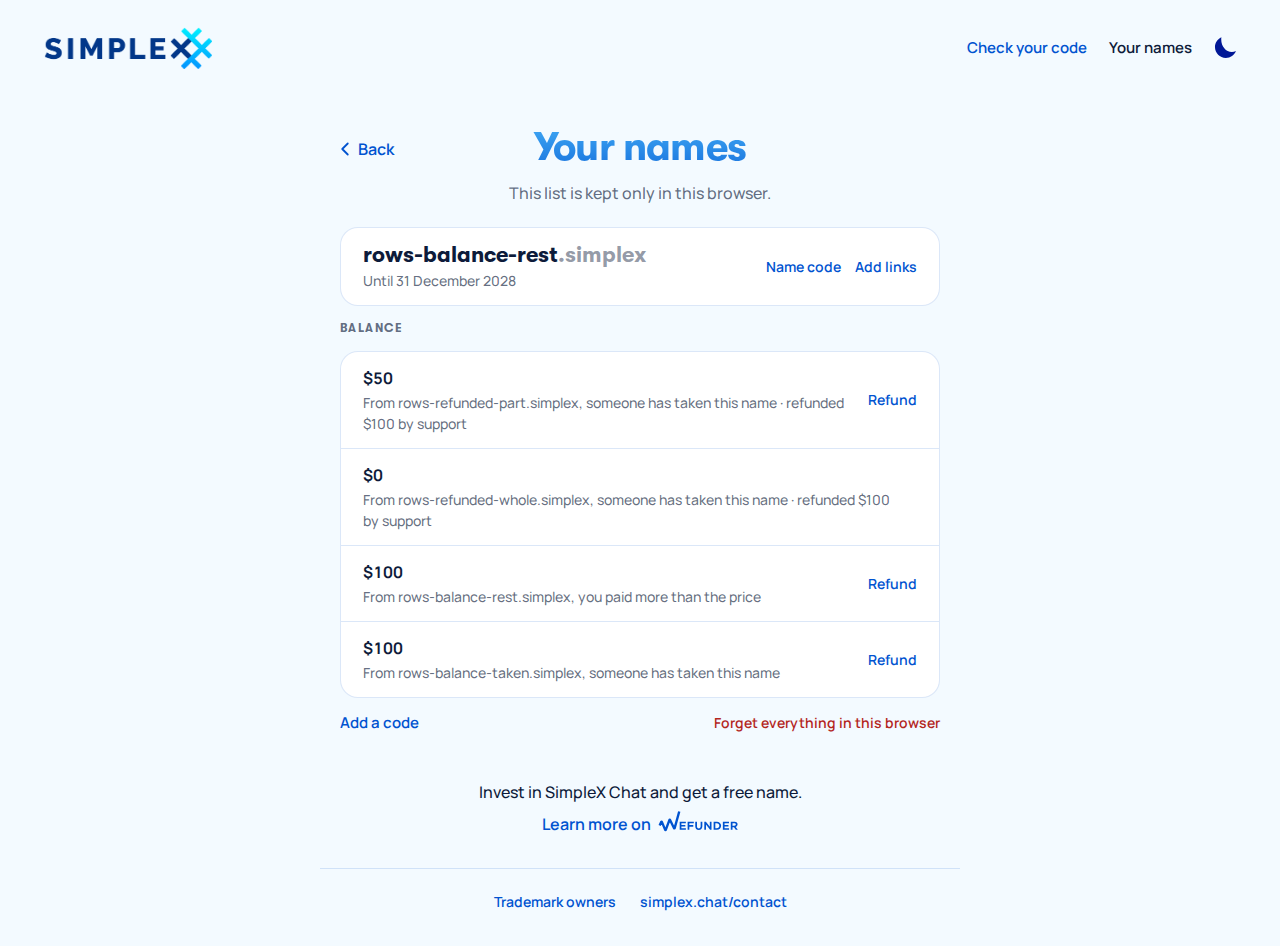 SIMPLEX
Check your code
Your names
Back
Your names
This list is kept only in this browser.
rows-balance-rest.simplex
Until 31 December 2028
Name code
Add links
BALANCE
$50
From rows-refunded-part.simplex, someone has taken this name · refunded
$100 by support
Refund
$0
From rows-refunded-whole.simplex, someone has taken this name · refunded $100
by support
$100
From rows-balance-rest.simplex, you paid more than the price
Refund
$100
From rows-balance-taken.simplex, someone has taken this name
Refund
Add a code
Forget everything in this browser
Invest in SimpleX Chat and get a free name.
Learn more on WEFUNDER
Trademark owners
simplex.chat/contact